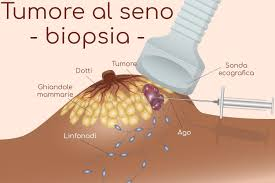 Tumore al seno
- biopsia -
Tumore
Dotti
Sonda
ecografica
Ghiandole
mammarie
Linfonodi
Ago